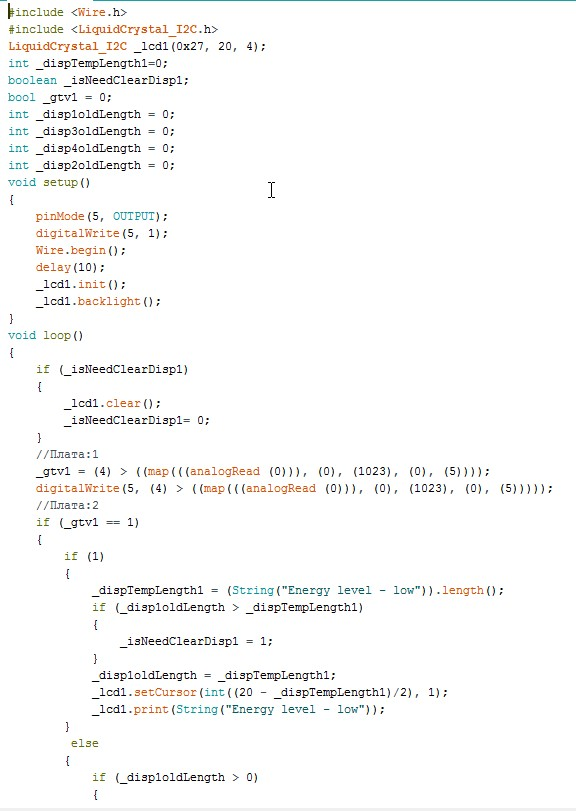 #include <Wire.h>
#include <LiquidCrystal_I2C.h>
LiquidCrystal_I2C _lcd1(0x27, 20, 4);
int _dispTempLength1=0;
boolean _isNeedClearDisp1;
bool _gtv1 = 0;
int _disp1oldLength = 0;
int _disp3oldLength = 0;
int _disp4oldLength = 0;
int _disp2oldLength = 0;
void setup()
{
    pinMode(5, OUTPUT);
    digitalWrite(5, 1);
    Wire.begin();
    delay(10);
    _lcd1.init();
    _lcd1.backlight();
}
void loop()
{
    if (_isNeedClearDisp1)
    {
        _lcd1.clear();
        _isNeedClearDisp1= 0;
    }
    //Плата:1
    _gtv1 = (4) > ((map(((analogRead (0))), (0), (1023), (0), (5))));
    digitalWrite(5, (4) > ((map(((analogRead (0))), (0), (1023), (0), (5)))));
    //Плата:2
    if (_gtv1 == 1)
    {
        if (1)
        {
            _dispTempLength1 = (String("Energy level - low")).length();
            if (_disp1oldLength > _dispTempLength1)
            {
                _isNeedClearDisp1 = 1;
            }
            _disp1oldLength = _dispTempLength1;
            _lcd1.setCursor(int((20 - _dispTempLength1)/2), 1);
            _lcd1.print(String("Energy level - low"));
        }
         else
        {
            if (_disp1oldLength > 0)
            {